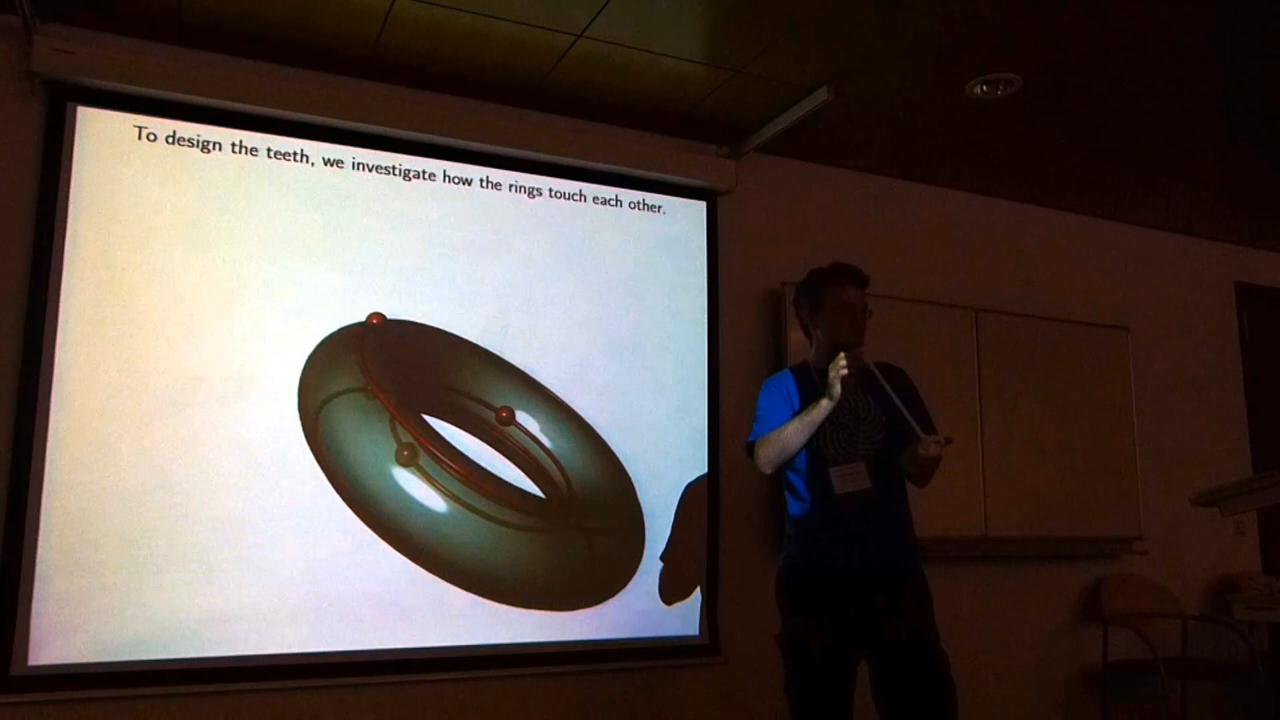 To design the teeth, we investigate how the rings touch each other.